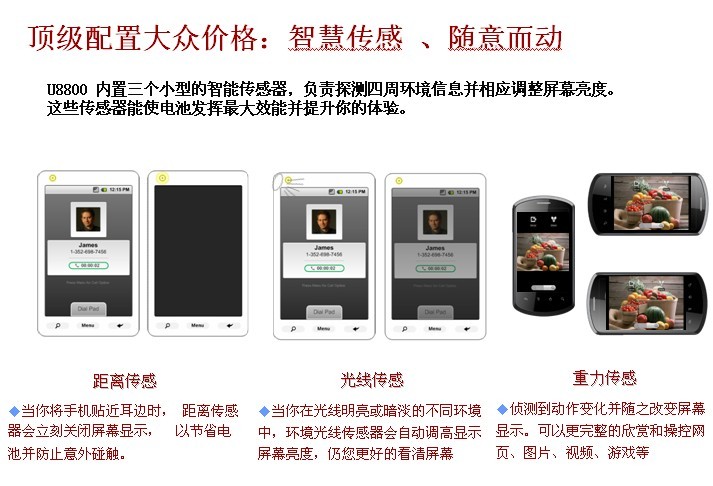 顶级配置大众价格：智慧传感 、随意而动
U8800 内置三个小型的智能传感器，负责探测四周环境信息并相应调整屏幕亮度。
这些传感器能使电池发挥最大效能并提升你的体验。
12:15 PM
James
1-352-698-7456
00:00:02
Dial Pad
Menu
Menu
12:15 PM
James
1-352-698-7456
00:00:02
Dial Pad
Menu
12:15 PM
James
1-352-698-7456
00:00:02
Dial Pad
Menu
距离传感
◆当你将手机贴近耳边时， 距离传感
器会立刻关闭屏幕显示， 以节省电
池并防止意外碰触。
光线传感
◆当你在光线明亮或暗淡的不同环境
中，环境光线传感器会自动调高显示
屏幕亮度，仍您更好的看清屏幕
重力传感
◆侦测到动作变化并随之改变屏幕
显示。可以更完整的欣赏和操控网
页、图片、视频、游戏等